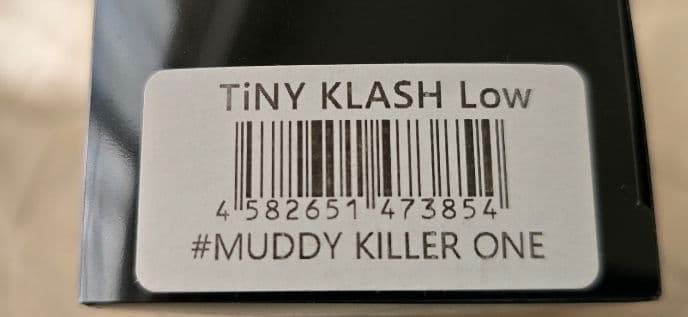 TiNY KLASH Low
4 582651 473854
#MUDDY KILLER ONE